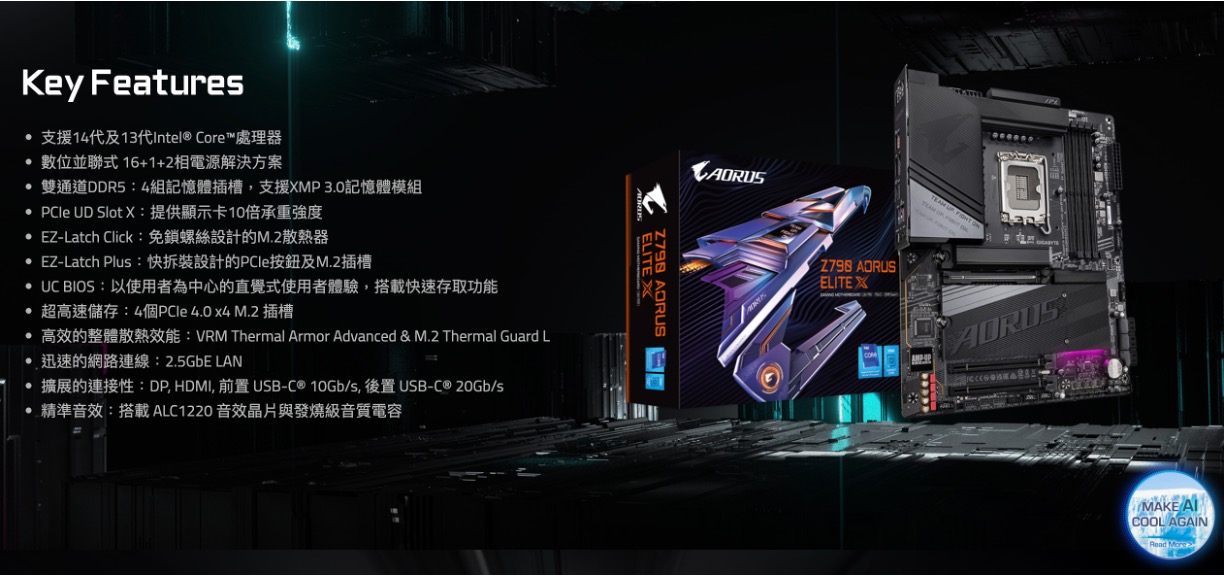 Key Features
支援14代及13代Intel® Core™處理器
數位並聯式 16+1+2相電源解決方案
雙通道DDR5：4組記憶體插槽，支援XMP 3.0記憶體模組
PCIe UD Slot X：提供顯示卡10倍承重強度
EZ-Latch Click：免鎖螺絲設計的M.2散熱器
EZ-Latch Plus：快拆裝設計的PCIe按鈕及M.2插槽
UC BIOS：以使用者為中心的直覺式使用者體驗，搭載快速存取功能
超高速儲存：4個PCIe 4.0 x4 M.2 插槽
高效的整體散熱效能：VRM Thermal Armor Advanced & M.2 Thermal Guard L
迅速的網路連線：2.5GbE LAN
擴展的連接性：DP, HDMI, 前置 USB-C® 10Gb/s, 後置 USB-C® 20Gb/s
精準音效：搭載 ALC1220 音效晶片與發燒級音質電容
AORUS
Z790 AORUS
ELITE X
AORUS
Z790 AORUS
ELITE X
AORUS
CORE
TEAM UP. FIGHT ON.
GIGABYTE
AORUS
AMP-UP
MAKE AI
COOL AGAIN
Read More >